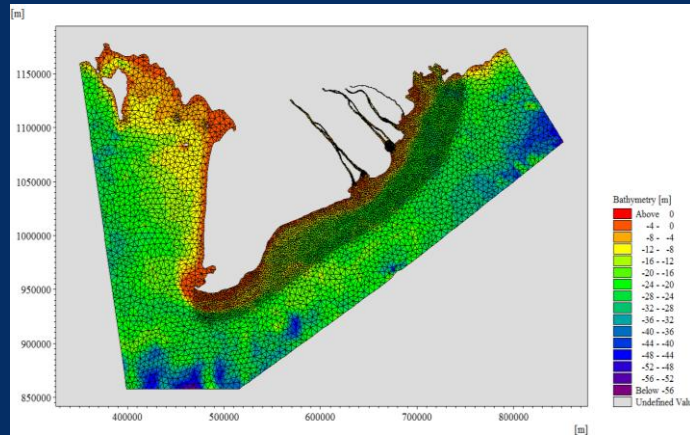 [m]
1150000
1100000
1050000
1000000
950000
900000
850000
400000
500000
600000
700000
800000
[m]
Bathymetry [m]
Above 0
-4 - 0
-8 - -4
-12 - -8
-16 - -12
-20 - -16
-24 - -20
-28 - -24
-32 - -28
-36 - -32
-40 - -36
-44 - -40
-48 - -44
-52 - -48
-56 - -52
Below -56
Undefined Valu